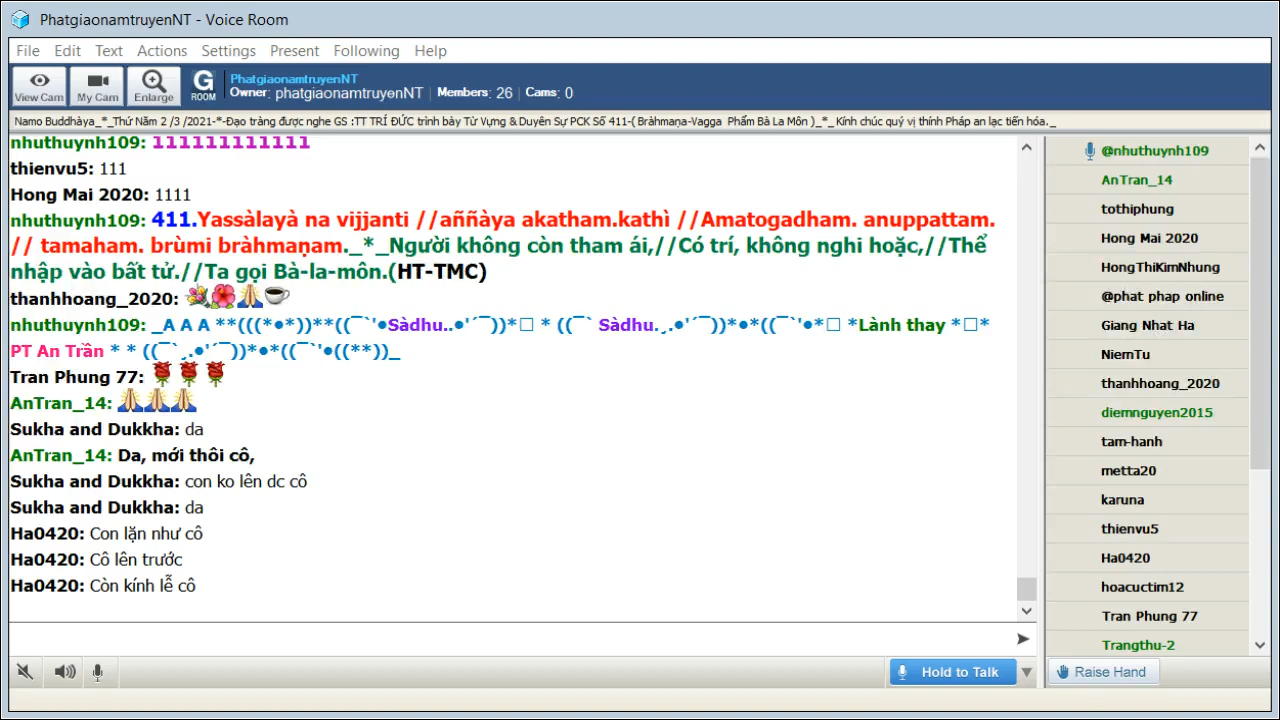 PhatgiaonamtruyenNT - Voice Room
File Edit Text Actions Settings Present Following Help
View Cam My Cam Enlarge G ROOM PhatgiaonamtruyenNT
Owner: phatgiaonamtruyenNT Members: 26 Cams: 0
Namo Buddhàya_*_Thứ Năm 2 /3 /2021-*-Đạo tràng được nghe GS :TT TRÍ ĐỨC trình bày Từ Vựng & Duyên Sự PCK Số 411-( Bràhmaṇa-Vagga Phẩm Bà La Môn )_*_ Kính chúc quý vị thính Pháp an lạc tiến hóa._
nhuthuynh109: 111111111111
thienvu5: 111
Hong Mai 2020: 1111
nhuthuynh109: 411.Yassàlayà na vijjanti //aññàya akatham.kathì //Amatogadham. anuppattam.
// tamaham. brùmi bràhmaṇam._*_Người không còn tham ái,//Có trí, không nghi hoặc,//Thể
nhập vào bất tử.//Ta gọi Bà-la-môn.(HT-TMC)
thanhhoang_2020:
nhuthuynh109: _A A A **(((*●*))**((¯`'●Sàdhu..●'´¯))*□ * ((¯` Sàdhu.¸.●'´¯))*●*((¯`'●*□ *Lành thay *□*
PT An Trần * * ((¯`¸.●'´¯))*●*((¯`'●((**))_
Tran Phung 77:
AnTran_14:
Sukha and Dukkha: da
AnTran_14: Da, mới thôi cô,
Sukha and Dukkha: con ko lên dc cô
Sukha and Dukkha: da
Ha0420: Con lặn như cô
Ha0420: Cô lên trước
Ha0420: Còn kính lễ cô
@nhuthuynh109
AnTran_14
tothiphung
Hong Mai 2020
HongThiKimNhung
@phat phap online
Giang Nhat Ha
NiemTu
thanhhoang_2020
diemnguyen2015
tam-hanh
metta20
karuna
thienvu5
Ha0420
hoacuctim12
Tran Phung 77
Trangthu-2
Hold to Talk
Raise Hand